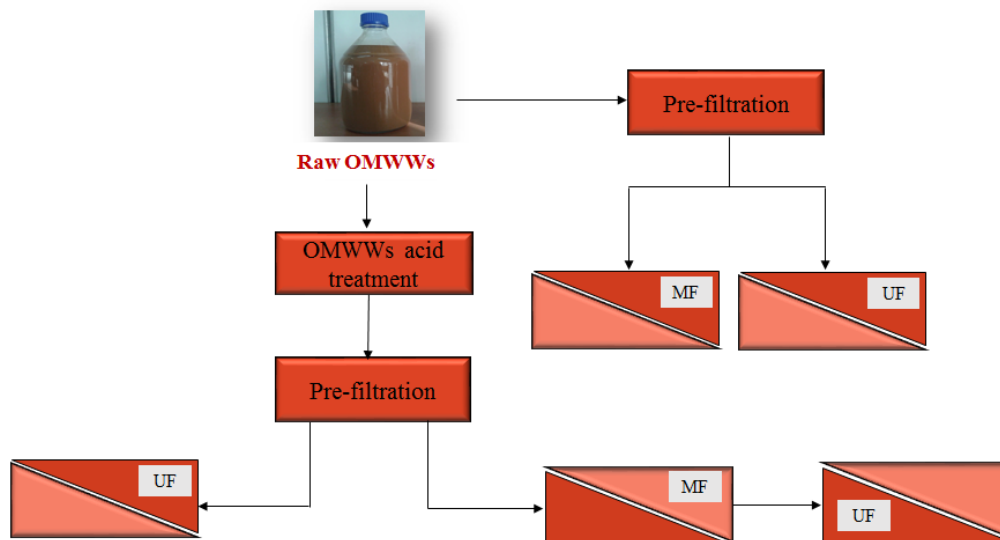 Pre-filtration
Raw OMWWs
OMWWs acid
treatment
MF
UF
Pre-filtration
UF
MF
UF